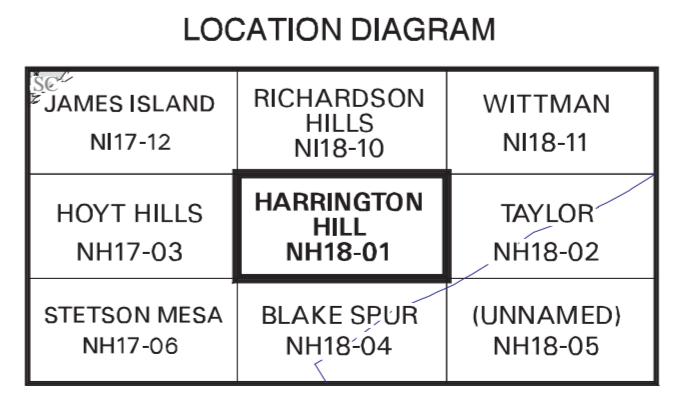 LOCATION DIAGRAM
SC
JAMES ISLAND
NI17-12
RICHARDSON
HILLS
NI18-10
WITTMAN
NI18-11
HOYT HILLS
NH17-03
HARRINGTON
HILL
NH18-01
TAYLOR
NH18-02
STETSON MESA
NH17-06
BLAKE SPUR
NH18-04
(UNNAMED)
NH18-05